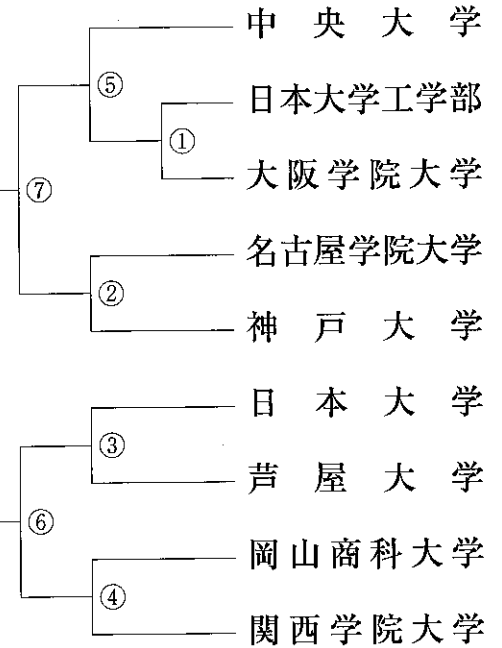 中央大学
⑤
日本大学工学部
①
大阪学院大学
⑦
名古屋学院大学
②
神戸大学
日本大学
③
芦屋大学
⑥
岡山商科大学
④
関西学院大学